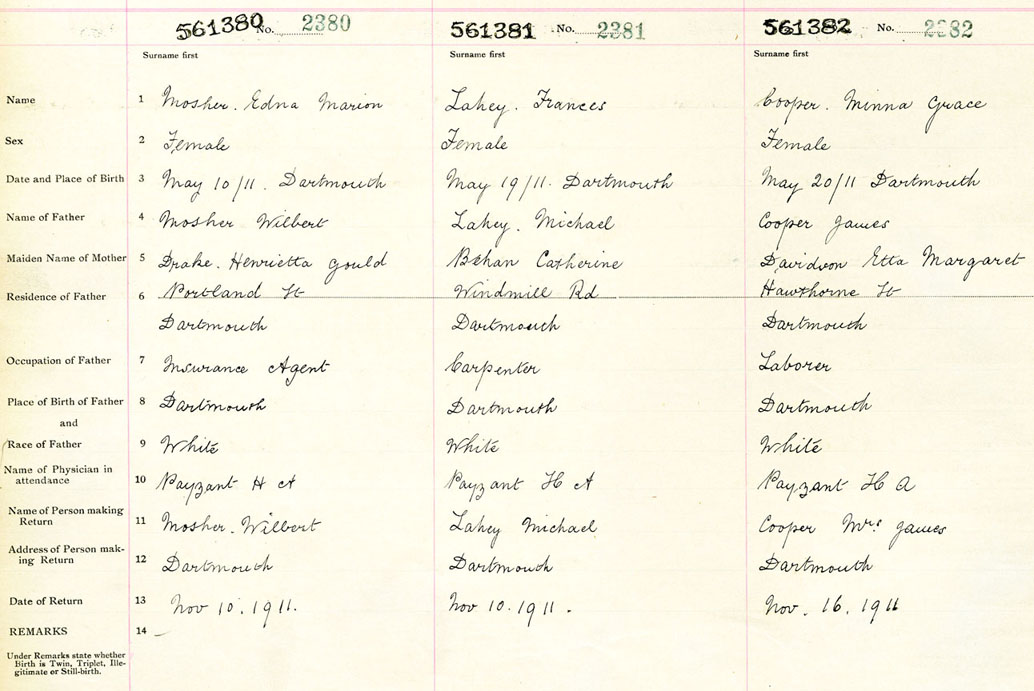 561380 No. 2380 561381 No. 2381 561382 No. 2382
Surname first Surname first Surname first
Name 1 Mosher. Edna Marion Lahey. Frances Cooper. Minna Grace
Sex 2 Female Female Female
Date and Place of Birth 3 May 10/11. Dartmouth May 19/11. Dartmouth May 20/11 Dartmouth
Name of Father 4 Mosher Wilbert Lahey. Michael Cooper James
Maiden Name of Mother 5 Drake. Henrietta Gould Behan Catherine Davidson Etta Margaret
Residence of Father 6 Portland St Windmill Rd Hawthorne St
Dartmouth Dartmouth Dartmouth
Occupation of Father 7 Insurance Agent Carpenter Laborer
Place of Birth of Father 8 Dartmouth Dartmouth Dartmouth
and
Race of Father 9 White White White
Name of Physician in
attendance 10 Payzant H A Payzant H A Payzant H A
Name of Person making
Return 11 Mosher. Wilbert Lahey Michael Cooper Mrs. James
Address of Person mak-
ing Return 12 Dartmouth Dartmouth Dartmouth
Date of Return 13 Nov 10. 1911. Nov 10. 1911. Nov. 16. 1911
REMARKS 14
Under Remarks state whether
Birth is Twin, Triplet, Ille-
gitimate or Still-birth.